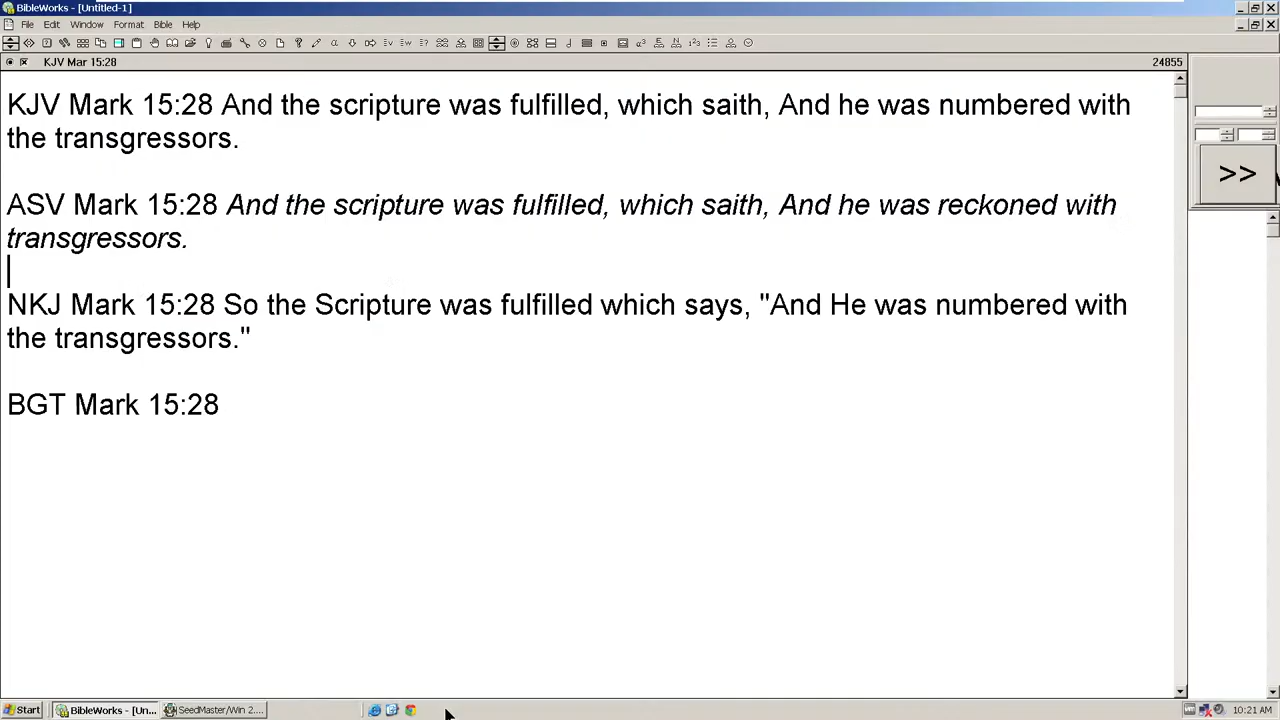 BibleWorks - [Untitled-1]
File Edit Window Format Bible Help
KJV Mar 15:28 24855
KJV Mark 15:28 And the scripture was fulfilled, which saith, And he was numbered with
the transgressors.
ASV Mark 15:28 And the scripture was fulfilled, which saith, And he was reckoned with
transgressors.
NKJ Mark 15:28 So the Scripture was fulfilled which says, "And He was numbered with
the transgressors."
BGT Mark 15:28
>>
Start BibleWorks - [Un... SeedMaster/Win 2.... 10:21 AM